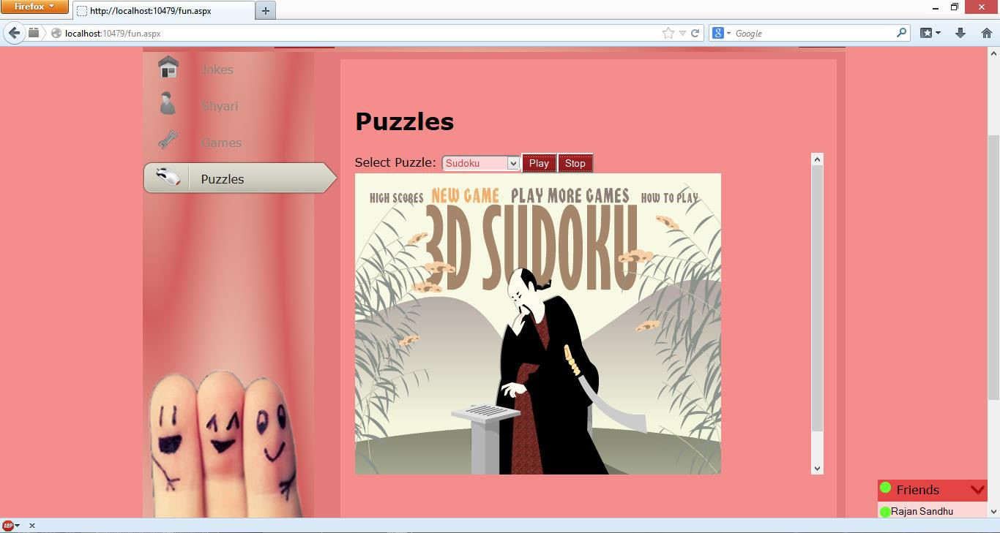 Firefox
http://localhost:10479/fun.aspx
localhost:10479/fun.aspx
Google
Jokes
Shyari
Games
Puzzles
Puzzles
Select Puzzle: Sudoku Play Stop
HIGH SCORES NEW GAME PLAY MORE GAMES HOW TO PLAY
3D SUDOKU
Friends
Rajan Sandhu
ABP